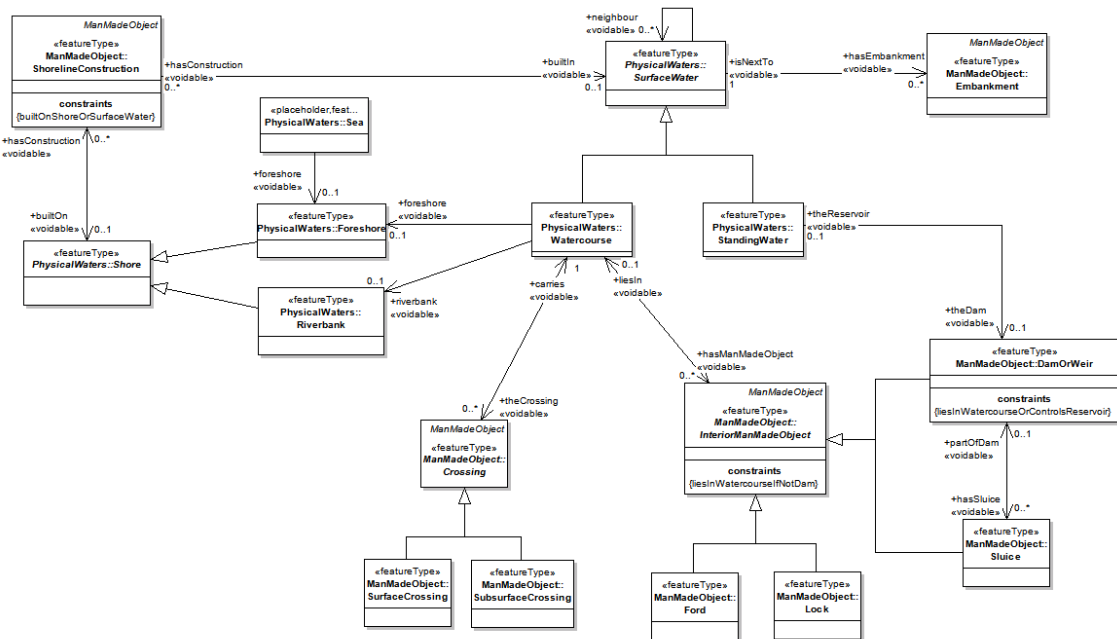 ManMadeObject
«featureType»
ManMadeObject::
ShorelineConstruction
constraints
{builtOnShoreOrSurfaceWater}
+hasConstruction
«voidable»
0..*
+builtIn
«voidable»
0..1
+neighbour
«voidable» 0..*
«featureType»
PhysicalWaters::
SurfaceWater
+isNextTo
«voidable»
1
+hasEmbankment
«voidable»
0..*
ManMadeObject
«featureType»
ManMadeObject::
Embankment
+hasConstruction
«voidable»
0..*
+builtOn
«voidable»
0..1
«placeholder,feat...
PhysicalWaters::Sea
+foreshore
«voidable»
0..1
«featureType»
PhysicalWaters::Foreshore
+foreshore
«voidable»
0..1
«featureType»
PhysicalWaters::
Watercourse
«featureType»
PhysicalWaters::
StandingWater
+theReservoir
«voidable»
0..1
«featureType»
PhysicalWaters::Shore
«featureType»
PhysicalWaters::
Riverbank
0..1
+riverbank
«voidable»
1
+carries
«voidable»
0..1
+liesIn
«voidable»
+theDam
«voidable»
0..1
«featureType»
ManMadeObject::DamOrWeir
constraints
{liesInWatercourseOrControlsReservoir}
+hasManMadeObject
«voidable»
0..*
0..*
+theCrossing
«voidable»
ManMadeObject
«featureType»
ManMadeObject::
Crossing
ManMadeObject
«featureType»
ManMadeObject::
InteriorManMadeObject
constraints
{liesInWatercourseIfNotDam}
0..1
+partOfDam
«voidable»
+hasSluice
«voidable»
0..*
«featureType»
ManMadeObject::
Sluice
«featureType»
ManMadeObject::
SurfaceCrossing
«featureType»
ManMadeObject::
SubsurfaceCrossing
«featureType»
ManMadeObject::
Ford
«featureType»
ManMadeObject::
Lock